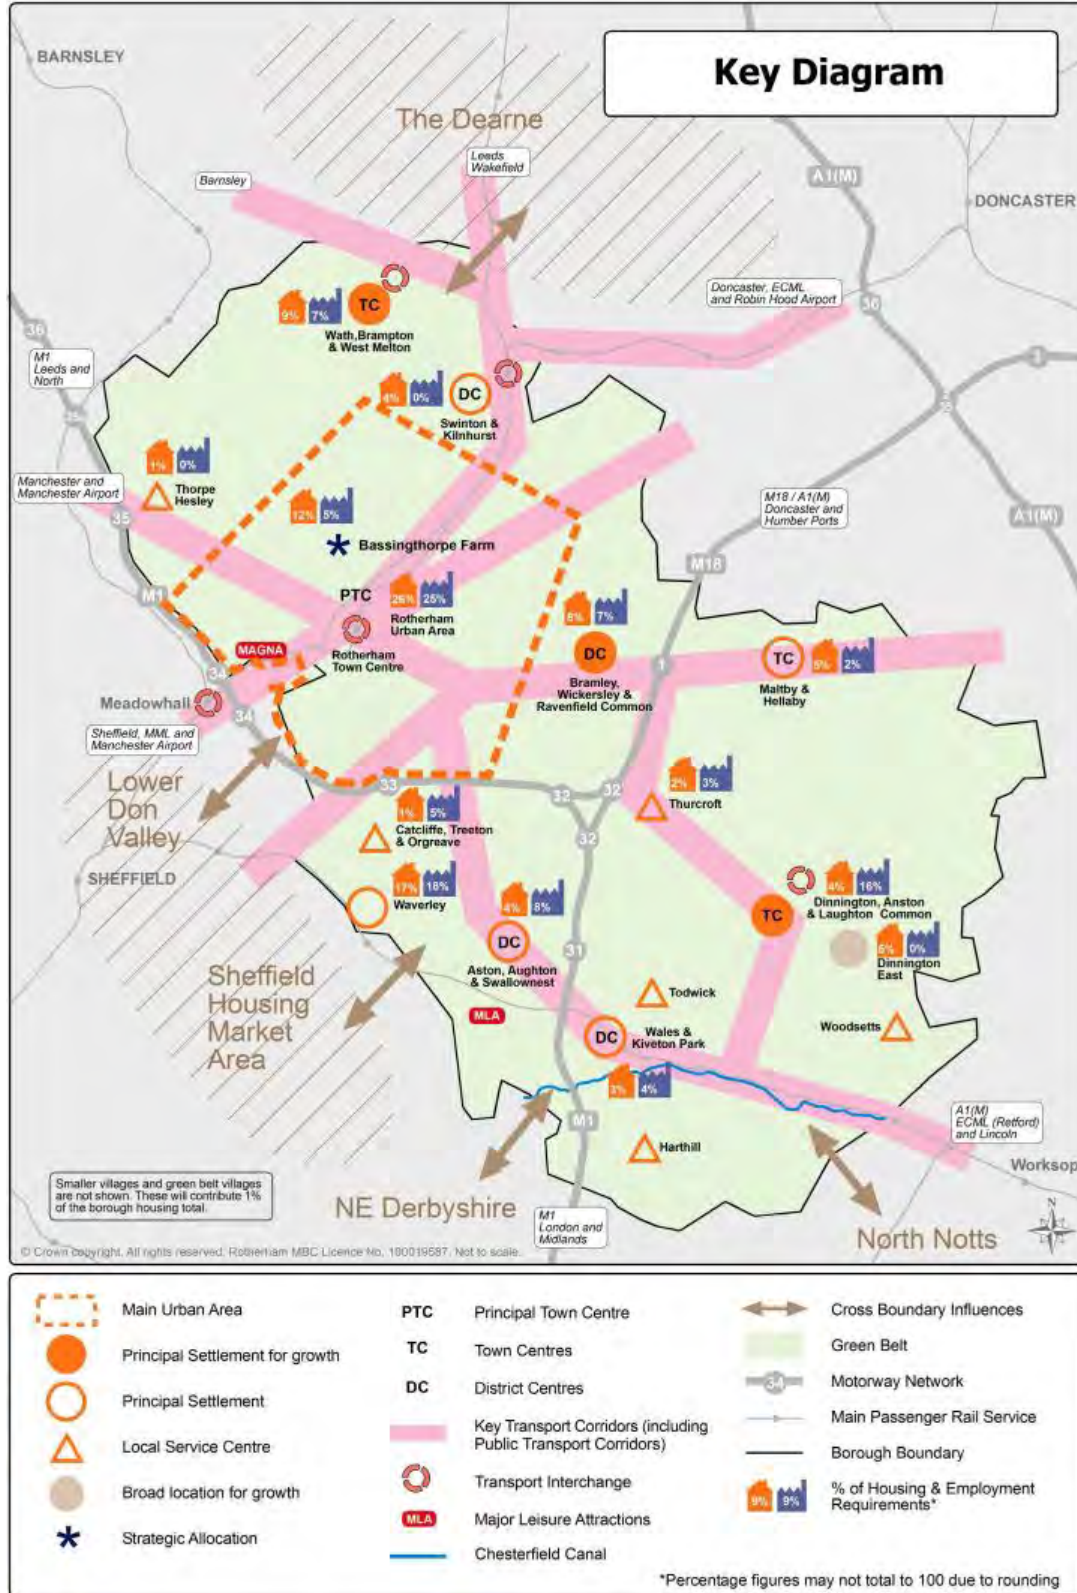 Key Diagram
BARNSLEY
The Dearne
Leeds
Wakefield
Barnsley
A1(M)
DONCASTER
Doncaster, ECML
and Robin Hood Airport
36
TC
9% 7%
Wath,Brampton
& West Melton
36
M1
Leeds and
North
4% 0%
DC
Swinton &
Kilnhurst
1% 0%
Thorpe
Hesley
Manchester and
Manchester Airport
35
12% 5%
Bassingthorpe Farm
M18 / A1(M)
Doncaster and
Humber Ports
A1(M)
M18
M1
PTC
26% 25%
Rotherham
Urban Area
Rotherham
Town Centre
MAGNA
7%
DC
Bramley,
Wickersley &
Ravenfield Common
1
TC
5% 2%
Maltby &
Hellaby
34
Meadowhall
34
Sheffield, MML and
Manchester Airport
Lower
Don
Valley
33
32
32
32
2% 3%
Thurcroft
1% 5%
Catcliffe, Treeton
& Orgreave
SHEFFIELD
17%
Waverley
4% 8%
DC
Aston, Aughton
& Swallownest
31
4% 16%
Dinnington, Anston
& Laughton Common
TC
0%
Dinnington
East
Sheffield
Housing
Market
Area
MLA
Todwick
Woodsetts
DC
Wales &
Kiveton Park
3% 4%
M1
A1(M)
ECML (Retford)
and Lincoln
Harthill
Worksop
Smaller villages and green belt villages
are not shown. These will contribute 1%
of the borough housing total.
NE Derbyshire
M1
London and
Midlands
North Notts
N
© Crown copyright. All rights reserved. Rotherham MBC Licence No. 100019587. Not to scale.
Main Urban Area
Principal Settlement for growth
Principal Settlement
Local Service Centre
Broad location for growth
Strategic Allocation
PTC Principal Town Centre
TC Town Centres
DC District Centres
Key Transport Corridors (including
Public Transport Corridors)
Transport Interchange
MLA Major Leisure Attractions
Chesterfield Canal
Cross Boundary Influences
Green Belt
34 Motorway Network
Main Passenger Rail Service
Borough Boundary
9% 9% % of Housing & Employment
Requirements*
*Percentage figures may not total to 100 due to rounding